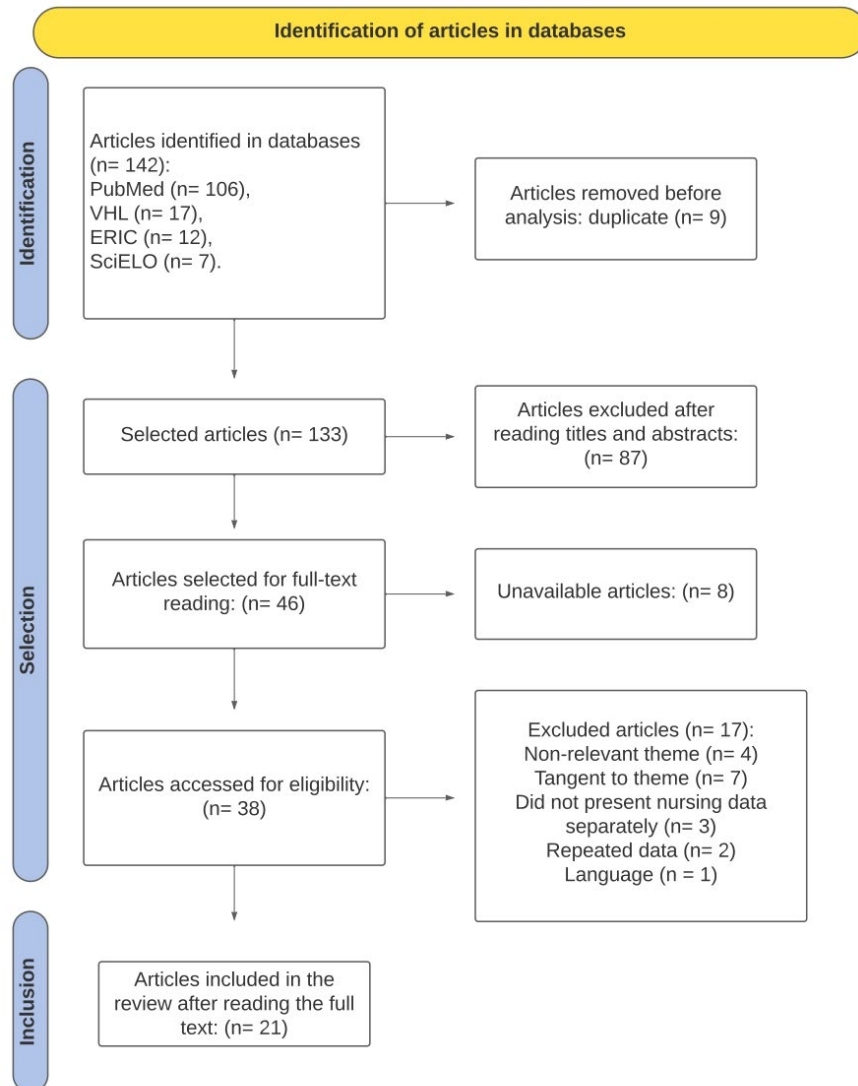 Identification of articles in databases
Identification
Articles identified in databases
(n= 142):
PubMed (n= 106),
VHL (n= 17),
ERIC (n= 12),
SciELO (n= 7).
Articles removed before
analysis: duplicate (n= 9)
Selection
Selected articles (n= 133)
Articles excluded after
reading titles and abstracts:
(n= 87)
Articles selected for full-text
reading: (n= 46)
Unavailable articles: (n= 8)
Articles accessed for eligibility:
(n= 38)
Excluded articles (n= 17):
Non-relevant theme (n= 4)
Tangent to theme (n= 7)
Did not present nursing data
separately (n= 3)
Repeated data (n= 2)
Language (n = 1)
Inclusion
Articles included in the
review after reading the full
text: (n= 21)